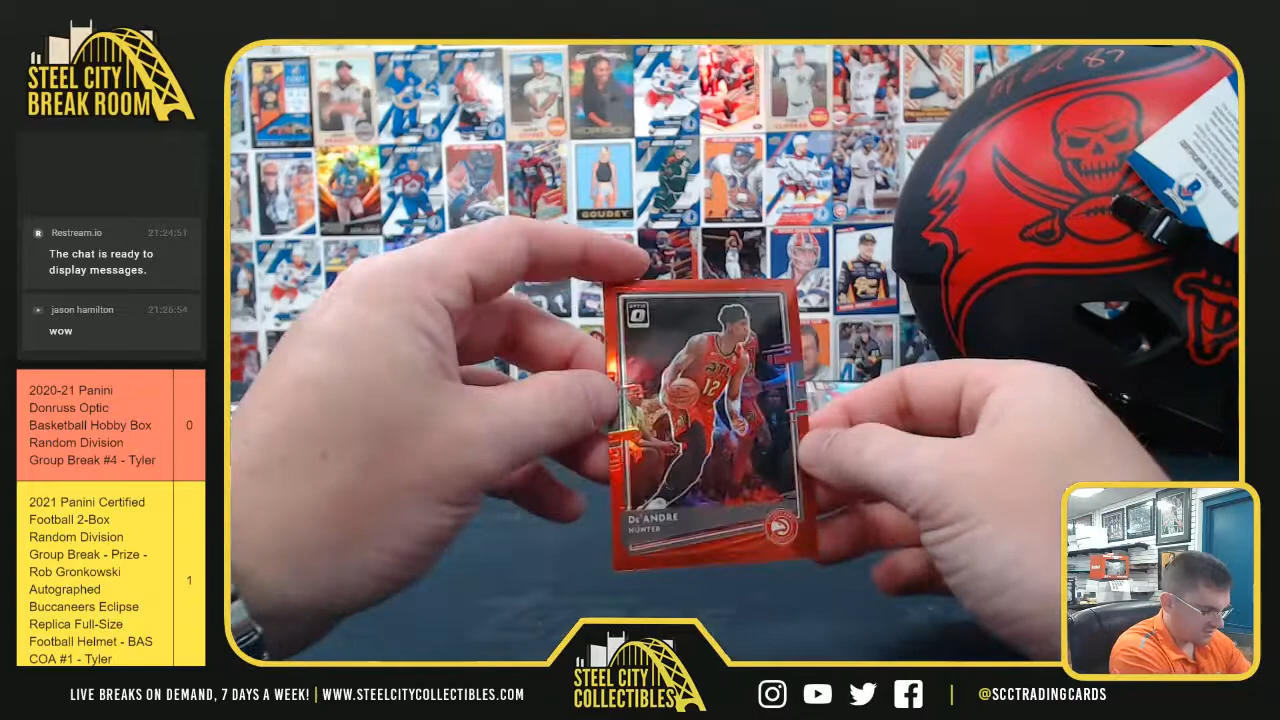 STEEL CITY
BREAK ROOM
Restream.io 21:24:51
The chat is ready to
display messages.
jason hamilton 21:25:54
wow
2020-21 Panini
Donruss Optic
Basketball Hobby Box
Random Division
Group Break #4 - Tyler
0
2021 Panini Certified
Football 2-Box
Random Division
Group Break - Prize -
Rob Gronkowski
Autographed
Buccaneers Eclipse
Replica Full-Size
Football Helmet - BAS
COA #1 - Tyler
1
GOUDEY
OPTIC
12
DE'ANDRE
HUNTER
87
LIVE BREAKS ON DEMAND, 7 DAYS A WEEK! | WWW.STEELCITYCOLLECTIBLES.COM
STEEL CITY
COLLECTIBLES
@SCCTRADINGCARDS